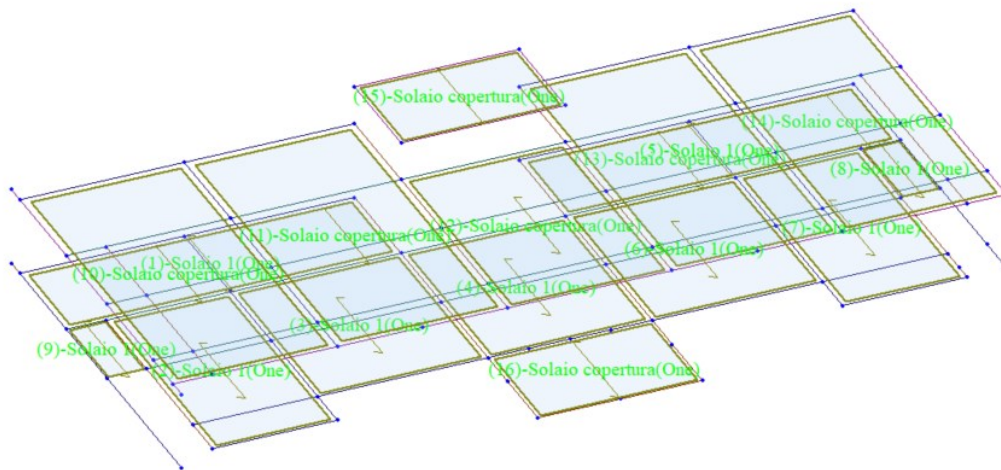 (15)-Solaio copertura(One)
(14)-Solaio copertura(One)
(5)-Solaio 1(One)
(13)-Solaio copertura(One)
(8)-Solaio 1(One)
(12)-Solaio copertura(One)
(7)-Solaio 1(One)
(11)-Solaio copertura(One)
(6)-Solaio 1(One)
(1)-Solaio 1(One)
(10)-Solaio copertura(One)
(4)-Solaio 1(One)
(3)-Solaio 1(One)
(9)-Solaio 1(One)
(2)-Solaio 1(One)
(16)-Solaio copertura(One)